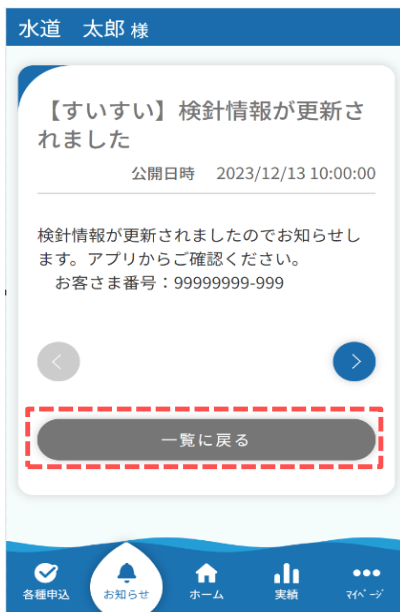 水道　太郎 様
【すいすい】検針情報が更新さ
れました
公開日時　2023/12/13 10:00:00
検針情報が更新されましたのでお知らせし
ます。アプリからご確認ください。
お客さま番号：99999999-999
一覧に戻る
各種申込　お知らせ　ホーム　実績　ﾏｲﾍﾟｰｼﾞ